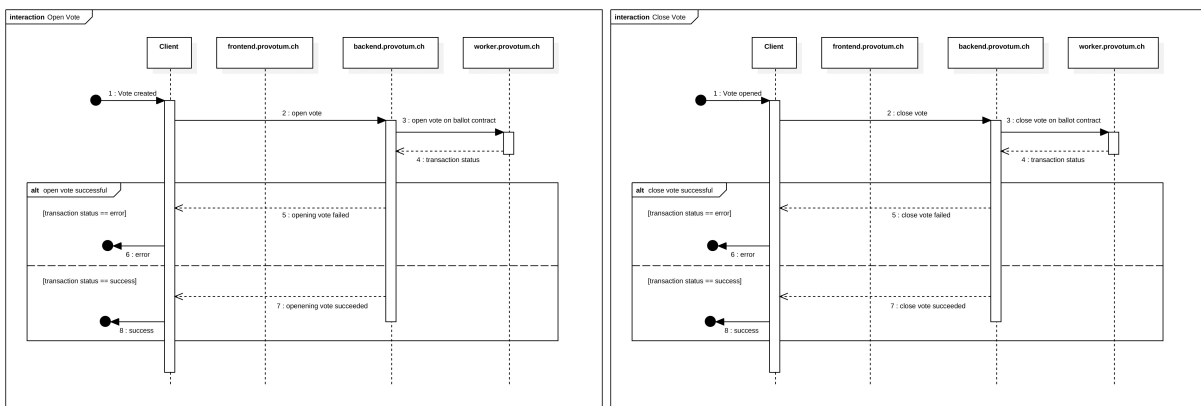 interaction Open Vote
Client
frontend.provotum.ch
backend.provotum.ch
worker.provotum.ch
1 : Vote created
2 : open vote
3 : open vote on ballot contract
4 : transaction status
alt open vote successful
[transaction status == error]
5 : opening vote failed
6 : error
[transaction status == success]
7 : openening vote succeeded
8 : success
interaction Close Vote
Client
frontend.provotum.ch
backend.provotum.ch
worker.provotum.ch
1 : Vote opened
2 : close vote
3 : close vote on ballot contract
4 : transaction status
alt close vote successful
[transaction status == error]
5 : close vote failed
6 : error
[transaction status == success]
7 : close vote succeeded
8 : success